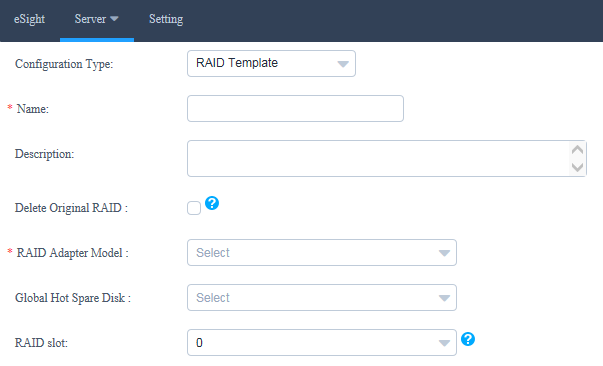 eSight Server Setting
Configuration Type: RAID Template
* Name:
Description:
Delete Original RAID : ?
* RAID Adapter Model : Select
Global Hot Spare Disk : Select
RAID slot: 0 ?